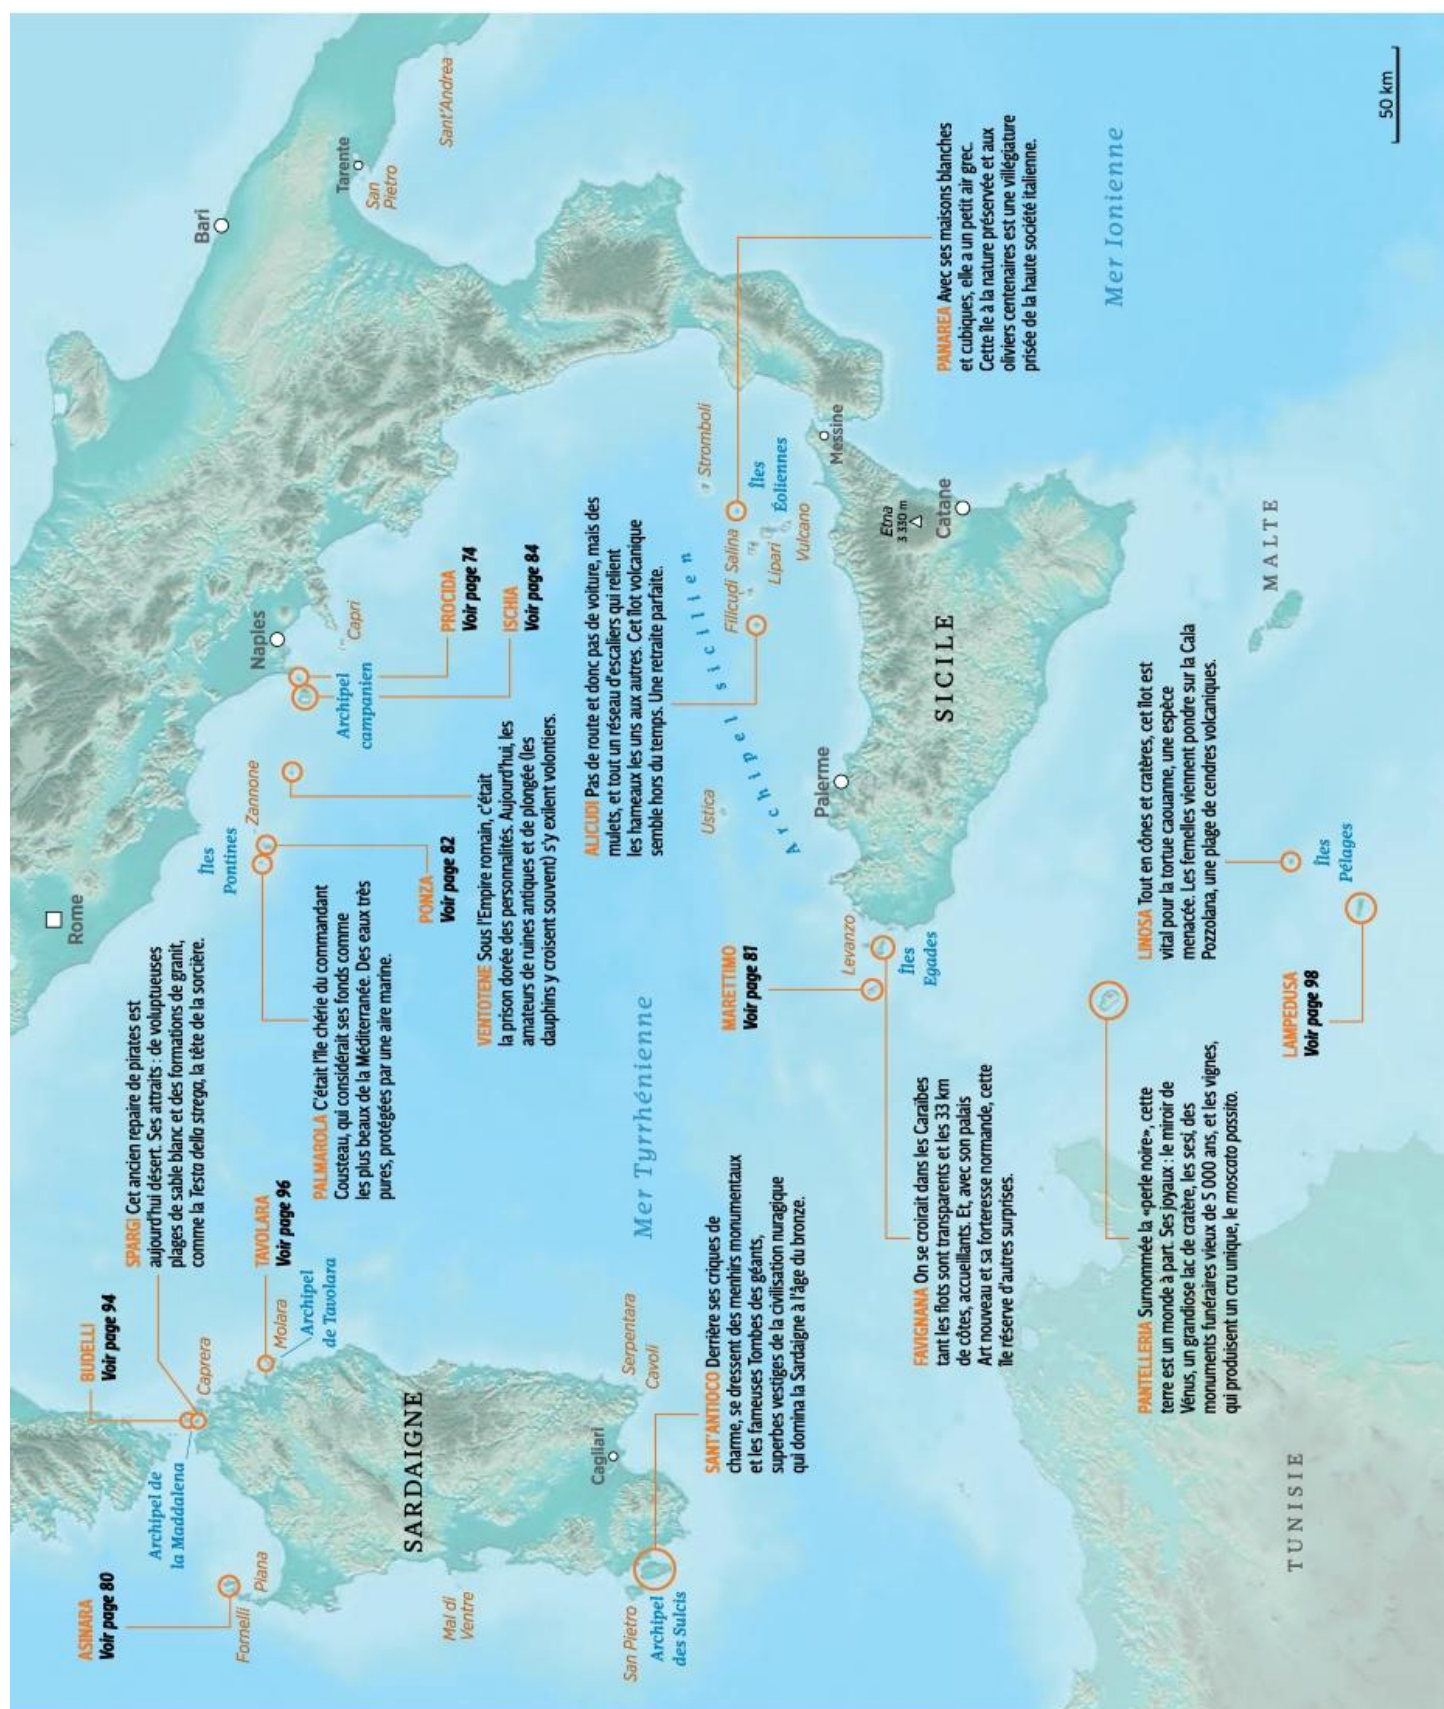 ASINARA
Voir page 80
BUDELLI
Voir page 94
SPARGI Cet ancien repaire de pirates est
aujourd'hui désert. Ses attraits : de voluptueuses
plages de sable blanc et des formations de granit,
comme la Testa della strega, la tête de la sorcière.
Rome
Archipel de
la Maddalena
Caprera
Fornelli
Piana
TAVOLARA
Voir page 96
Molara
Archipel
de Tavolara
PALMAROLA C'était l'île chérie du commandant
Cousteau, qui considérait ses fonds comme
les plus beaux de la Méditerranée. Des eaux très
pures, protégées par une aire marine.
Îles
Pontines
Zannone
PONZA
Voir page 82
Naples
Archipel
campanien
Capri
PROCIDA
Voir page 74
ISCHIA
Voir page 84
Bari
Tarente
San
Pietro
Sant'Andrea
SARDAIGNE
Mal di
Ventre
VENTOTENE Sous l'Empire romain, c'était
la prison dorée des personnalités. Aujourd'hui, les
amateurs de ruines antiques et de plongée (les
dauphins y croisent souvent) s'y exilent volontiers.
Cagliari
Serpentara
Cavoli
San Pietro
Archipel
des Sulcis
Mer Tyrrhénienne
ALICUDI Pas de route et donc pas de voiture, mais des
mulets, et tout un réseau d'escaliers qui relient
les hameaux les uns aux autres. Cet îlot volcanique
semble hors du temps. Une retraite parfaite.
SANT'ANTIOCO Derrière ses criques de
charme, se dressent des menhirs monumentaux
et les fameuses Tombes des géants,
superbes vestiges de la civilisation nuragique
qui domina la Sardaigne à l'âge du bronze.
MARETTIMO
Voir page 81
Ustica
Archipel sicilien
Filicudi
Salina
Stromboli
Îles
Éoliennes
Lipari
Vulcano
Levanzo
Îles
Egades
Palerme
Messine
Etna
3 330 m
Catane
SICILE
FAVIGNANA On se croirait dans les Caraïbes
tant les flots sont transparents et les 33 km
de côtes, accueillants. Et, avec son palais
Art nouveau et sa forteresse normande, cette
île réserve d'autres surprises.
PANAREA Avec ses maisons blanches
et cubiques, elle a un petit air grec.
Cette île à la nature préservée et aux
oliviers centenaires est une villégiature
prisée de la haute société italienne.
Mer Ionienne
PANTELLERIA Surnommée la «perle noire», cette
terre est un monde à part. Ses joyaux : le miroir de
Vénus, un grandiose lac de cratère, les sesi, des
monuments funéraires vieux de 5 000 ans, et les vignes,
qui produisent un cru unique, le moscato passito.
LINOSA Tout en cônes et cratères, cet îlot est
vital pour la tortue caouanne, une espèce
menacée. Les femelles viennent pondre sur la Cala
Pozzolana, une plage de cendres volcaniques.
TUNISIE
LAMPEDUSA
Voir page 98
Îles
Pélages
MALTE
50 km